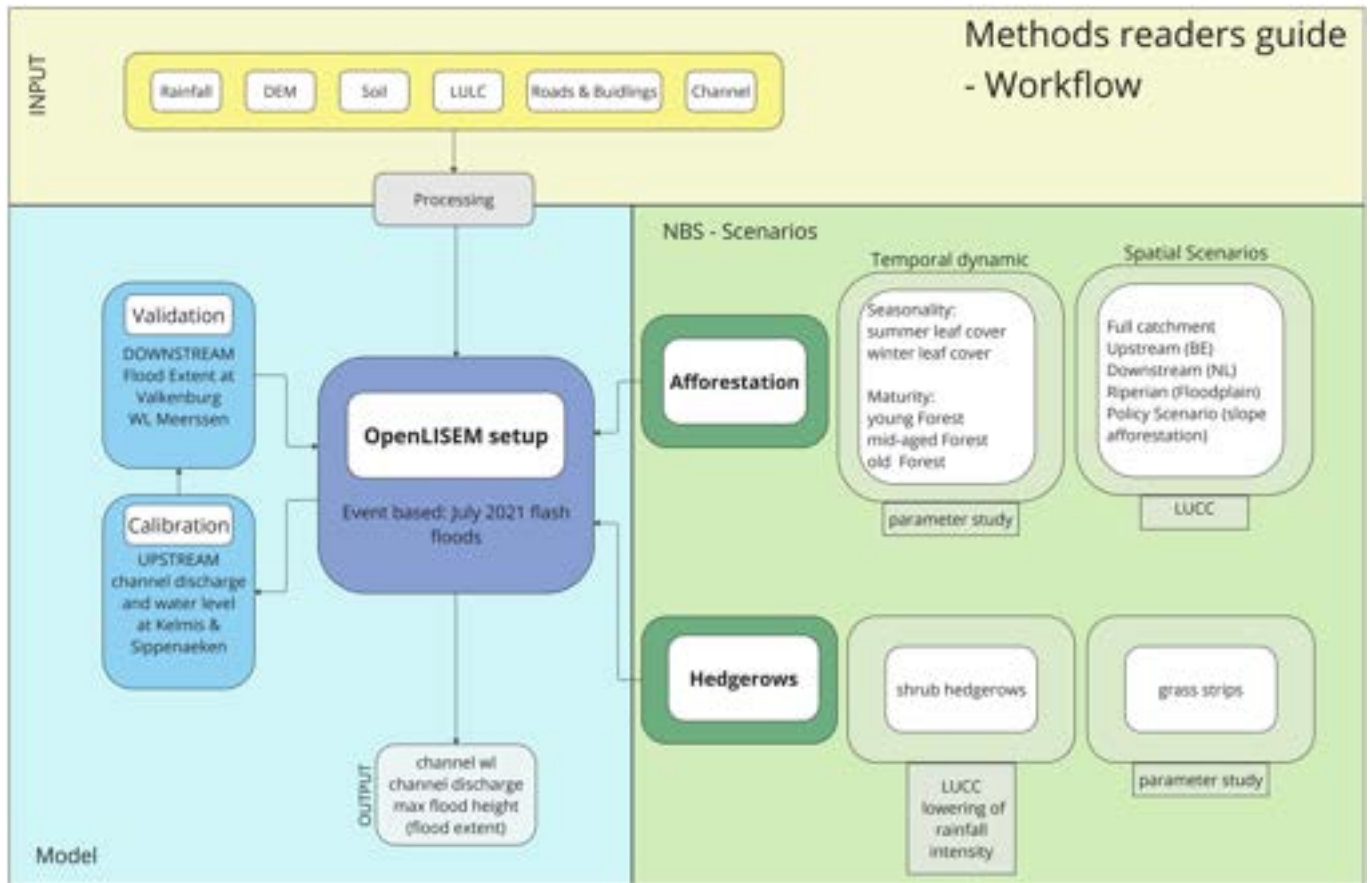 Methods readers guide
- Workflow
INPUT
Rainfall
DEM
Soil
LULC
Roads & Buidlings
Channel
Processing
NBS - Scenarios
Temporal dynamic
Spatial Scenarios
Validation
DOWNSTREAM
Flood Extent at
Valkenburg
WL Meerssen
Calibration
UPSTREAM
channel discharge
and water level
at Kelmis &
Sippenaeken
OpenLISEM setup
Event based: July 2021 flash
floods
Afforestation
Seasonality:
summer leaf cover
winter leaf cover
Maturity:
young Forest
mid-aged Forest
old Forest
parameter study
Full catchment
Upstream (BE)
Downstream (NL)
Riperian (Floodplain)
Policy Scenario (slope
afforestation)
LUCC
Hedgerows
shrub hedgerows
LUCC
lowering of
rainfall
intensity
grass strips
parameter study
OUTPUT
channel wl
channel discharge
max flood height
(flood extent)
Model